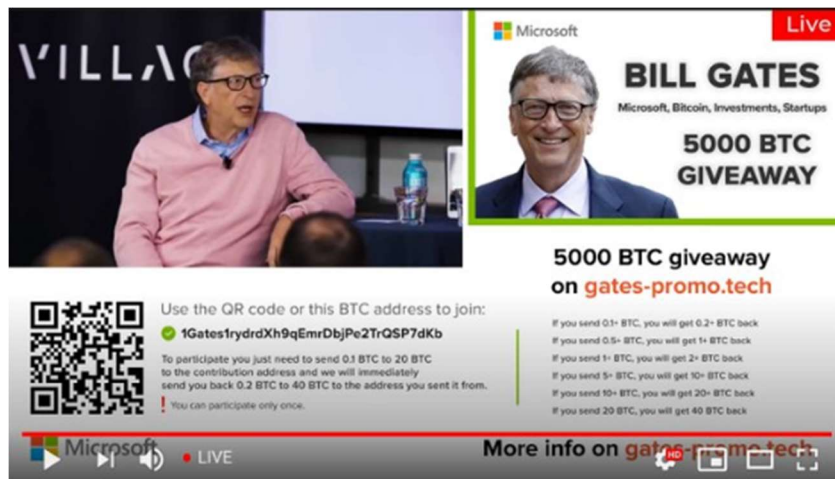 VILLAG
Microsoft
Live
BILL GATES
Microsoft, Bitcoin, Investments, Startups
5000 BTC
GIVEAWAY
5000 BTC giveaway
on gates-promo.tech
Use the QR code or this BTC address to join:
1Gates1rydrdXh9qEmrDbjPe2TrQSP7dKb
To participate you just need to send 0.1 BTC to 20 BTC
to the contribution address and we will immediately
send you back 0.2 BTC to 40 BTC to the address you sent it from.
! You can participate only once.
If you send 0.1+ BTC, you will get 0.2+ BTC back
If you send 0.5+ BTC, you will get 1+ BTC back
If you send 1+ BTC, you will get 2+ BTC back
If you send 5+ BTC, you will get 10+ BTC back
If you send 10+ BTC, you will get 20+ BTC back
If you send 20 BTC, you will get 40 BTC back
Microsoft
More info on gates-promo.tech
LIVE
HD